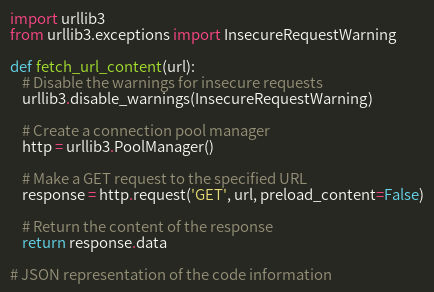 import urllib3
from urllib3.exceptions import InsecureRequestWarning
def fetch_url_content(url):
# Disable the warnings for insecure requests
urllib3.disable_warnings(InsecureRequestWarning)
# Create a connection pool manager
http = urllib3.PoolManager()
# Make a GET request to the specified URL
response = http.request('GET', url, preload_content=False)
# Return the content of the response
return response.data
# JSON representation of the code information